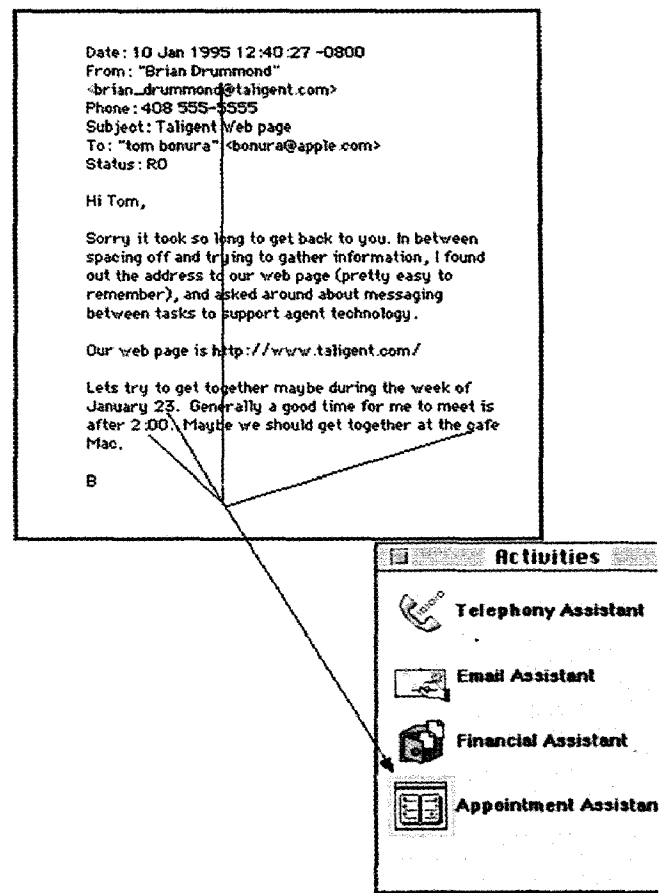 Date: 10 Jan 1995 12:40:27 -0800
From: "Brian Drummond"
<brian_drummond@taligent.com>
Phone: 408 555-5555
Subject: Taligent Web page
To: "tom bonura" <bonura@apple.com>
Status: RO
Hi Tom,
Sorry it took so long to get back to you. In between
spacing off and trying to gather information, I found
out the address to our web page (pretty easy to
remember), and asked around about messaging
between tasks to support agent technology.
Our web page is http://www.taligent.com/
Lets try to get together maybe during the week of
January 23. Generally a good time for me to meet is
after 2:00. Maybe we should get together at the cafe
Mac.
B
Activities
Telephony Assistant
Email Assistant
Financial Assistant
Appointment Assistan